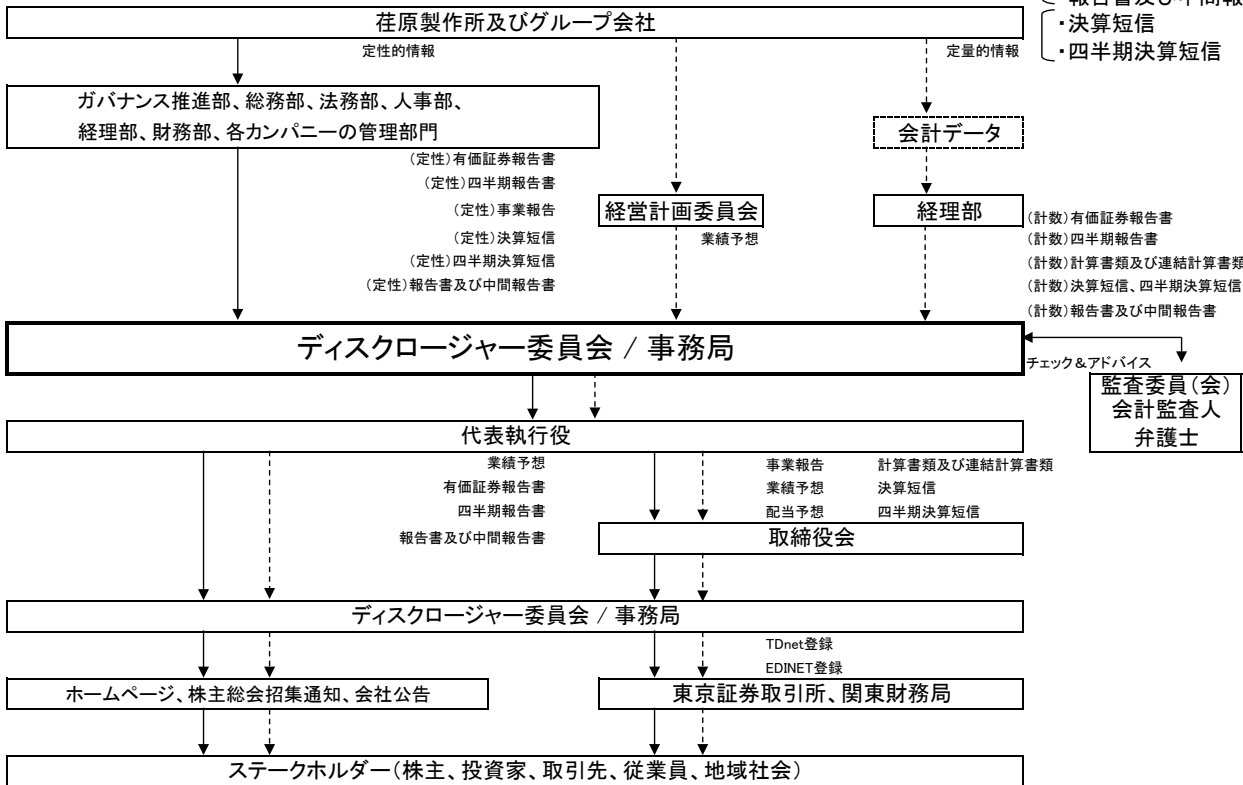 報告書及び中間報
・決算短信
・四半期決算短信
荏原製作所及びグループ会社
定性的情報
定量的情報
ガバナンス推進部、総務部、法務部、人事部、
経理部、財務部、各カンパニーの管理部門
会計データ
(定性)有価証券報告書
(定性)四半期報告書
(定性)事業報告
(定性)決算短信
(定性)四半期決算短信
(定性)報告書及び中間報告書
経営計画委員会
業績予想
経理部
(計数)有価証券報告書
(計数)四半期報告書
(計数)計算書類及び連結計算書類
(計数)決算短信、四半期決算短信
(計数)報告書及び中間報告書
ディスクロージャー委員会 / 事務局
チェック&アドバイス
監査委員(会)
会計監査人
弁護士
代表執行役
業績予想
有価証券報告書
四半期報告書
報告書及び中間報告書
事業報告 計算書類及び連結計算書類
業績予想 決算短信
配当予想 四半期決算短信
取締役会
ディスクロージャー委員会 / 事務局
TDnet登録
EDINET登録
ホームページ、株主総会招集通知、会社公告
東京証券取引所、関東財務局
ステークホルダー(株主、投資家、取引先、従業員、地域社会)